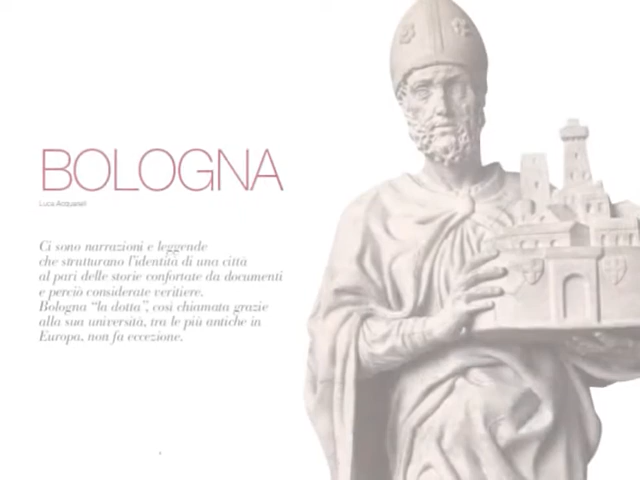 BOLOGNA
Luca Acquarelli
Ci sono narrazioni e leggende
che strutturano l'identità di una città
al pari delle storie confortate da documenti
e perciò considerate veritiere.
Bologna “la dotta”, così chiamata grazie
alla sua università, tra le più antiche in
Europa, non fa eccezione.